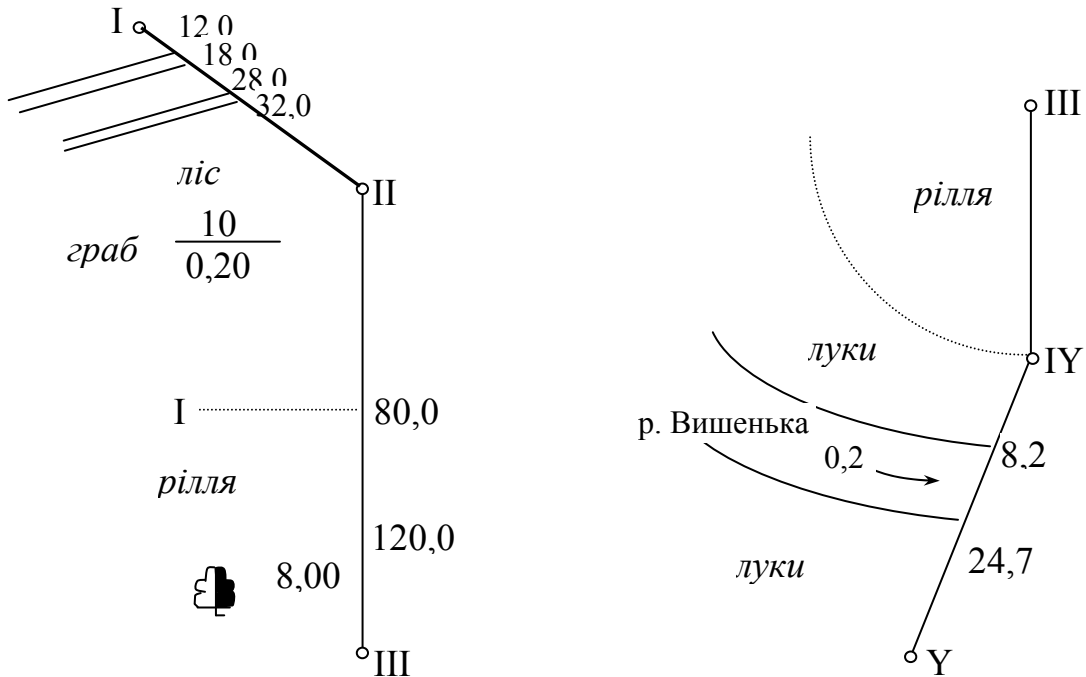 I
12,0
18,0
28,0
32,0
ліс
II
граб 10
0,20
I
80,0
рілля
120,0
8,00
III
III
рілля
луки
IY
р. Вишенька
0,2
8,2
луки
24,7
Y